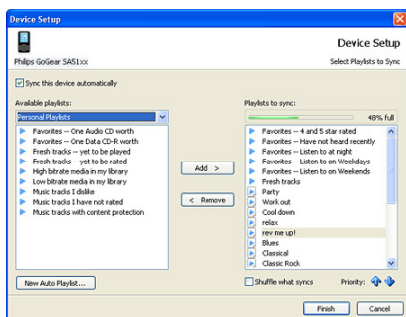 Device Setup
Device Setup
Philips GoGear SA51xx
Select Playlists to Sync
Sync this device automatically
Available playlists:
Personal Playlists
Favorites -- One Audio CD worth
Favorites -- One Data CD-R worth
Fresh tracks -- yet to be played
Fresh tracks -- yet to be rated
High bitrate media in my library
Low bitrate media in my library
Music tracks I dislike
Music tracks I have not rated
Music tracks with content protection
New Auto Playlist...
Add >
< Remove
Playlists to sync:
48% full
Favorites -- 4 and 5 star rated
Favorites -- Have not heard recently
Favorites -- Listen to at night
Favorites -- Listen to on Weekdays
Favorites -- Listen to on Weekends
Fresh tracks
Party
Work out
Cool down
relax
rev me up!
Blues
Classical
Classic Rock
Shuffle what syncs
Priority:
Finish
Cancel